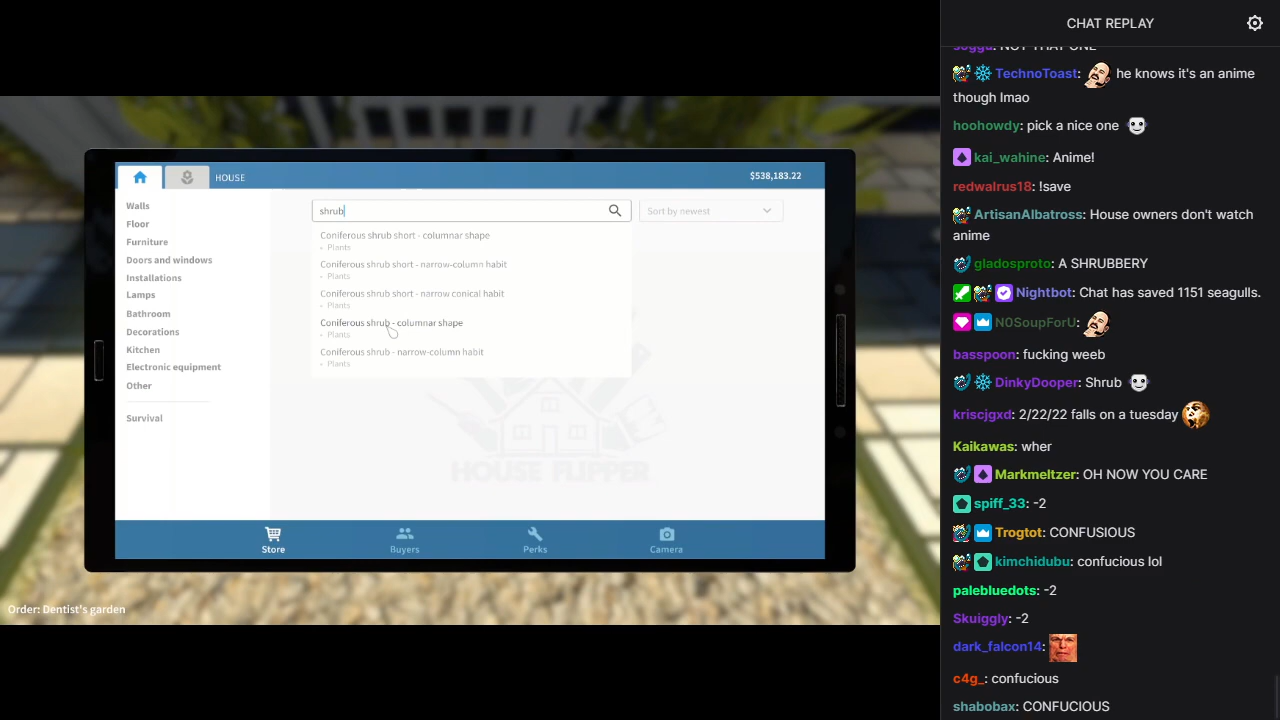 HOUSE
$538,183.22
Walls
Floor
Furniture
Doors and windows
Installations
Lamps
Bathroom
Decorations
Kitchen
Electronic equipment
Other
Survival
shrub
Sort by newest
Coniferous shrub short - columnar shape
- Plants
Coniferous shrub short - narrow-column habit
- Plants
Coniferous shrub short - narrow conical habit
- Plants
Coniferous shrub - columnar shape
- Plants
Coniferous shrub - narrow-column habit
- Plants
HOUSE FLIPPER
Store
Buyers
Perks
Camera
Order: Dentist's garden
CHAT REPLAY
NOT THAT ONE
TechnoToast: he knows it's an anime
though lmao
hoohowdy: pick a nice one
kai_wahine: Anime!
redwalrus18: !save
ArtisanAlbatross: House owners don't watch
anime
gladosproto: A SHRUBBERY
Nightbot: Chat has saved 1151 seagulls.
N0SoupForU:
basspoon: fucking weeb
DinkyDooper: Shrub
kriscjgxd: 2/22/22 falls on a tuesday
Kaikawas: wher
Markmeltzer: OH NOW YOU CARE
spiff_33: -2
Trogtot: CONFUSIOUS
kimchidubu: confucious lol
palebluedots: -2
Skuiggly: -2
dark_falcon14:
c4g_: confucious
shabobax: CONFUCIOUS